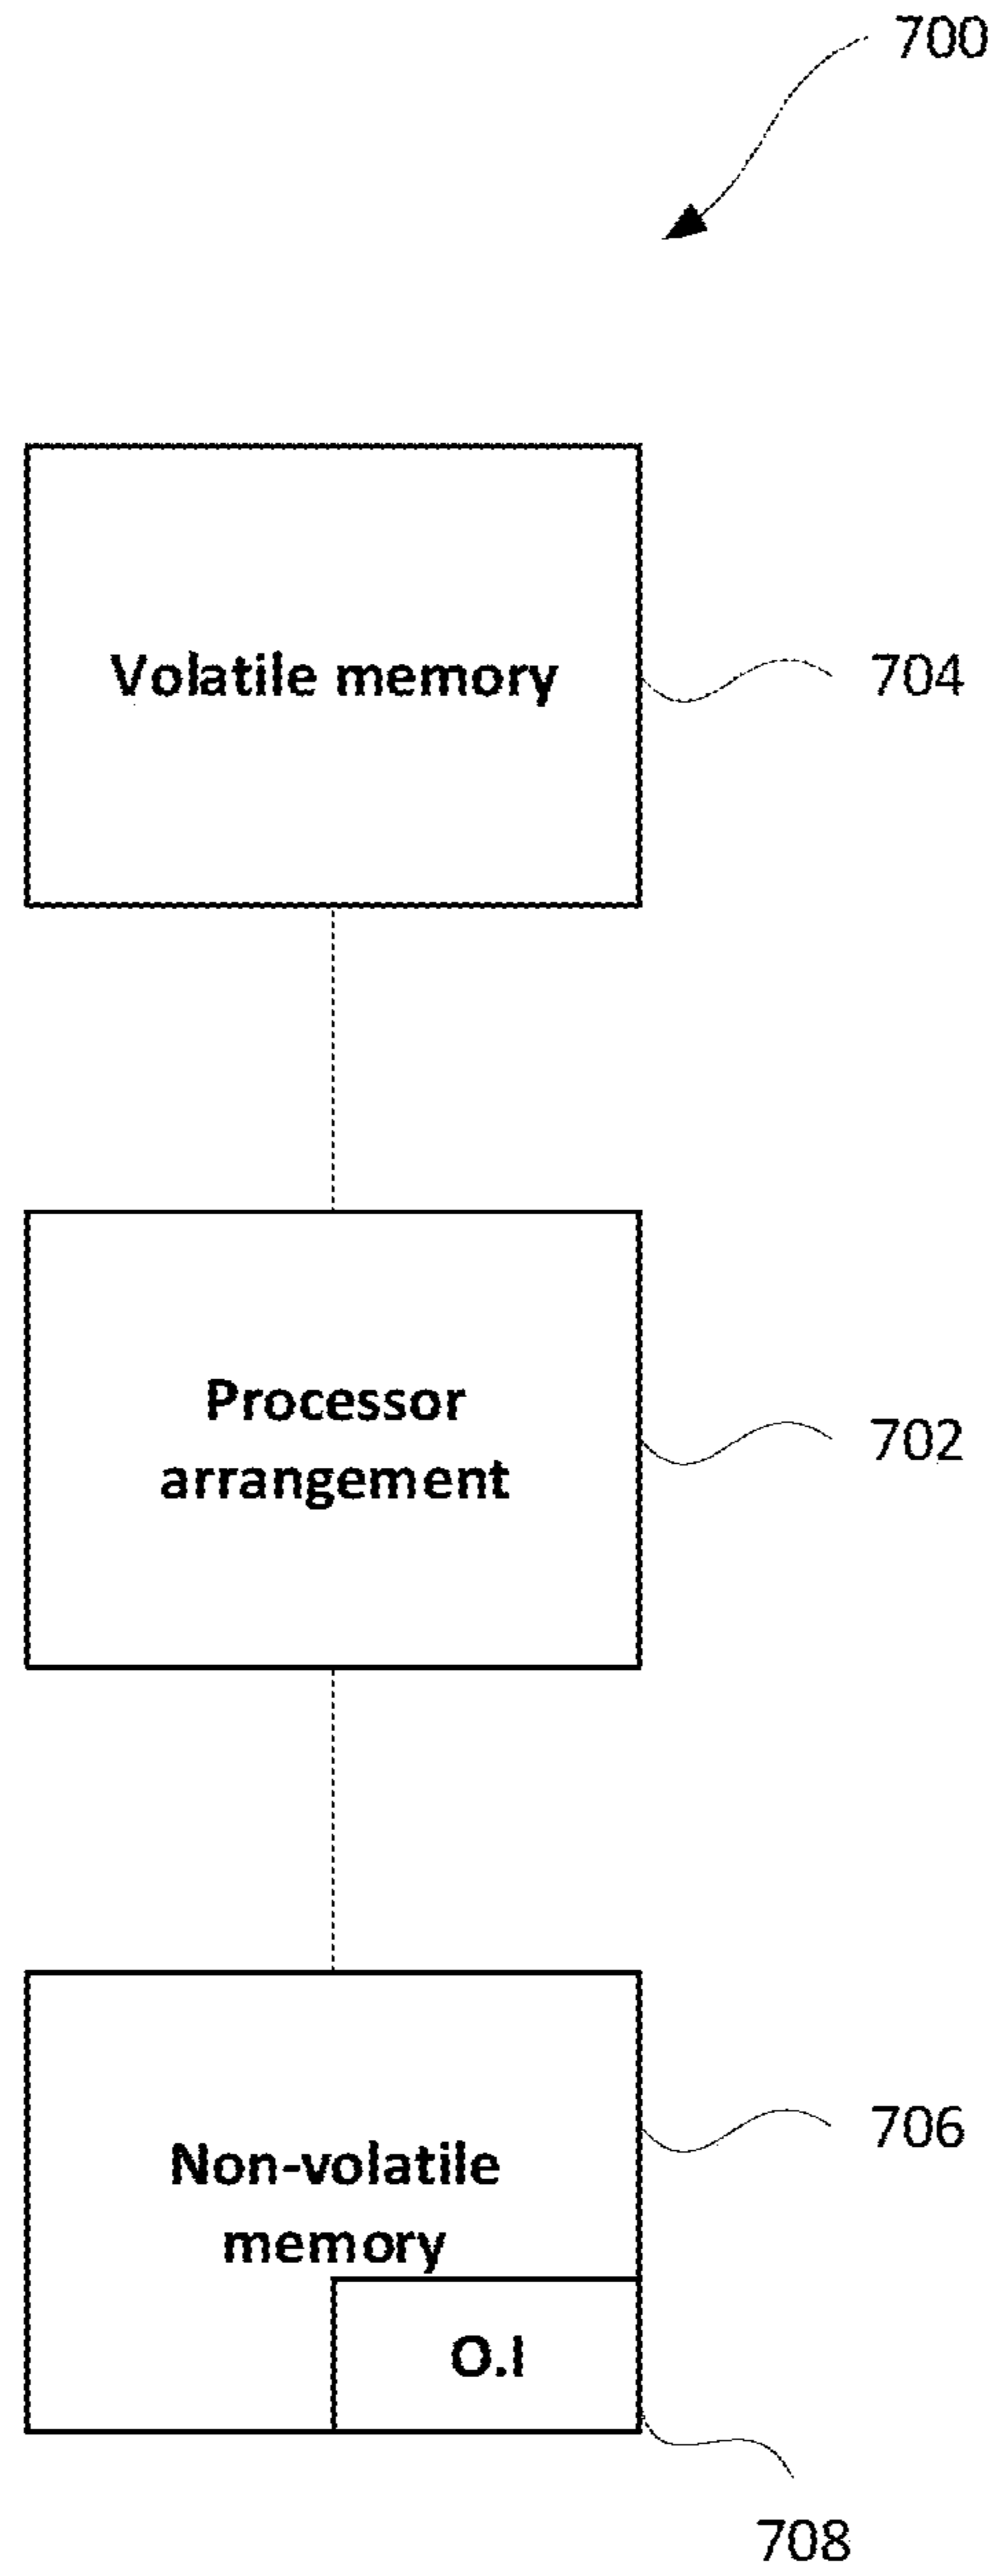 700
Volatile memory
704
Processor
arrangement
702
Non-volatile
memory
706
O.I
708